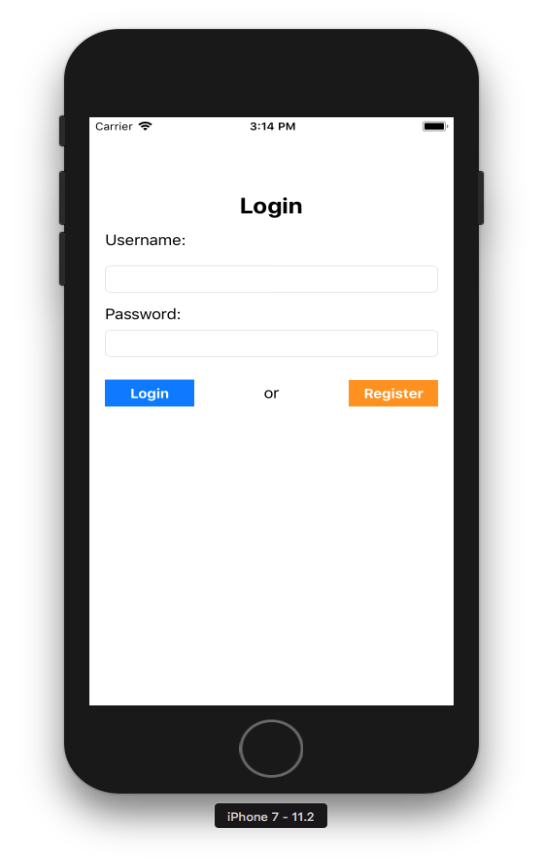 Carrier 3:14 PM
Login
Username:
Password:
Login or Register
iPhone 7 - 11.2